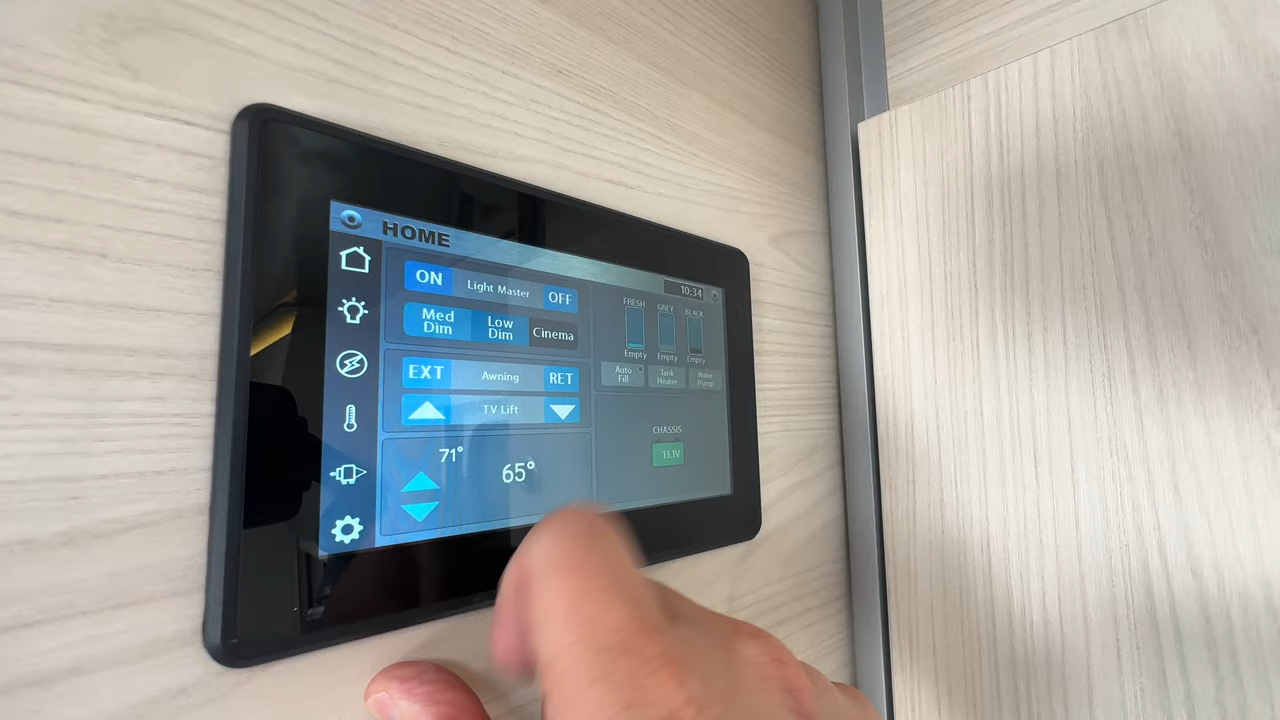 HOME
10:34
ON
Light Master
OFF
Med
Dim
Low
Dim
Cinema
EXT
Awning
RET
TV Lift
71°
65°
FRESH
GREY
BLACK
Empty
Empty
Empty
Auto
Fill
Tank
Heater
Water
Pump
CHASSIS
13.1V